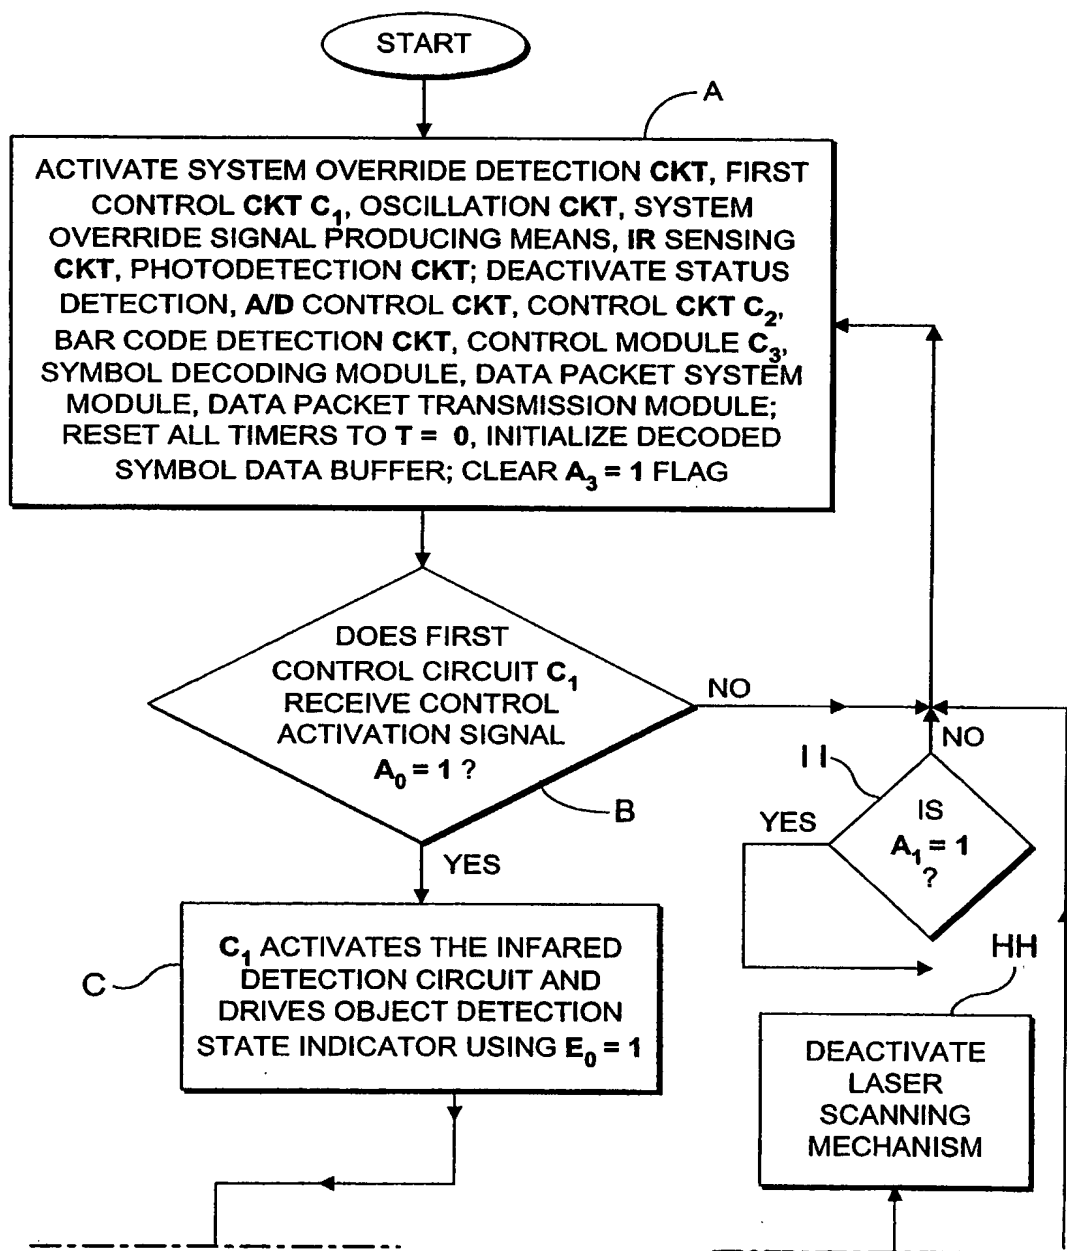 START
A
ACTIVATE SYSTEM OVERRIDE DETECTION CKT, FIRST
CONTROL CKT C₁, OSCILLATION CKT, SYSTEM
OVERRIDE SIGNAL PRODUCING MEANS, IR SENSING
CKT, PHOTODETECTION CKT; DEACTIVATE STATUS
DETECTION, A/D CONTROL CKT, CONTROL CKT C₂,
BAR CODE DETECTION CKT, CONTROL MODULE C₃,
SYMBOL DECODING MODULE, DATA PACKET SYSTEM
MODULE, DATA PACKET TRANSMISSION MODULE;
RESET ALL TIMERS TO T = 0, INITIALIZE DECODED
SYMBOL DATA BUFFER; CLEAR A₃ = 1 FLAG
DOES FIRST
CONTROL CIRCUIT C₁
RECEIVE CONTROL
ACTIVATION SIGNAL
A₀ = 1 ?
NO
B
YES
NO
II
YES
IS
A₁ = 1
?
C₁ ACTIVATES THE INFARED
DETECTION CIRCUIT AND
DRIVES OBJECT DETECTION
STATE INDICATOR USING E₀ = 1
C
HH
DEACTIVATE
LASER
SCANNING
MECHANISM